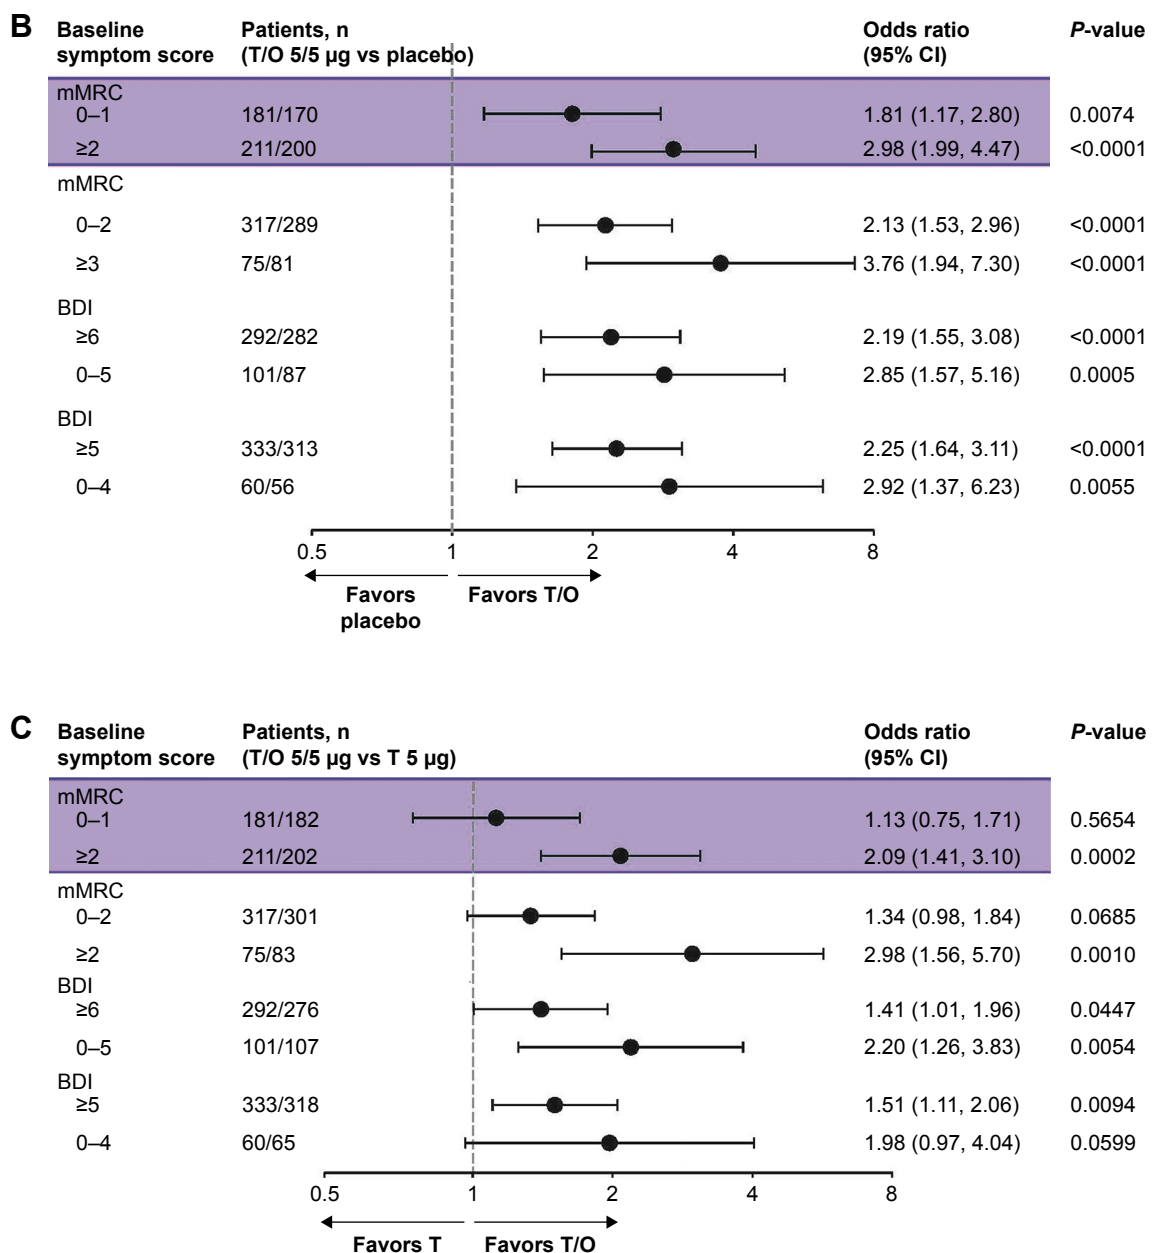 B Baseline Patients, n Odds ratio P-value
symptom score (T/O 5/5 µg vs placebo) (95% CI)
mMRC
0–1 181/170 1.81 (1.17, 2.80) 0.0074
≥2 211/200 2.98 (1.99, 4.47) <0.0001
mMRC
0–2 317/289 2.13 (1.53, 2.96) <0.0001
≥3 75/81 3.76 (1.94, 7.30) <0.0001
BDI
≥6 292/282 2.19 (1.55, 3.08) <0.0001
0–5 101/87 2.85 (1.57, 5.16) 0.0005
BDI
≥5 333/313 2.25 (1.64, 3.11) <0.0001
0–4 60/56 2.92 (1.37, 6.23) 0.0055
0.5 1 2 4 8
Favors Favors T/O
placebo
C Baseline Patients, n Odds ratio P-value
symptom score (T/O 5/5 µg vs T 5 µg) (95% CI)
mMRC
0–1 181/182 1.13 (0.75, 1.71) 0.5654
≥2 211/202 2.09 (1.41, 3.10) 0.0002
mMRC
0–2 317/301 1.34 (0.98, 1.84) 0.0685
≥2 75/83 2.98 (1.56, 5.70) 0.0010
BDI
≥6 292/276 1.41 (1.01, 1.96) 0.0447
0–5 101/107 2.20 (1.26, 3.83) 0.0054
BDI
≥5 333/318 1.51 (1.11, 2.06) 0.0094
0–4 60/65 1.98 (0.97, 4.04) 0.0599
0.5 1 2 4 8
Favors T Favors T/O